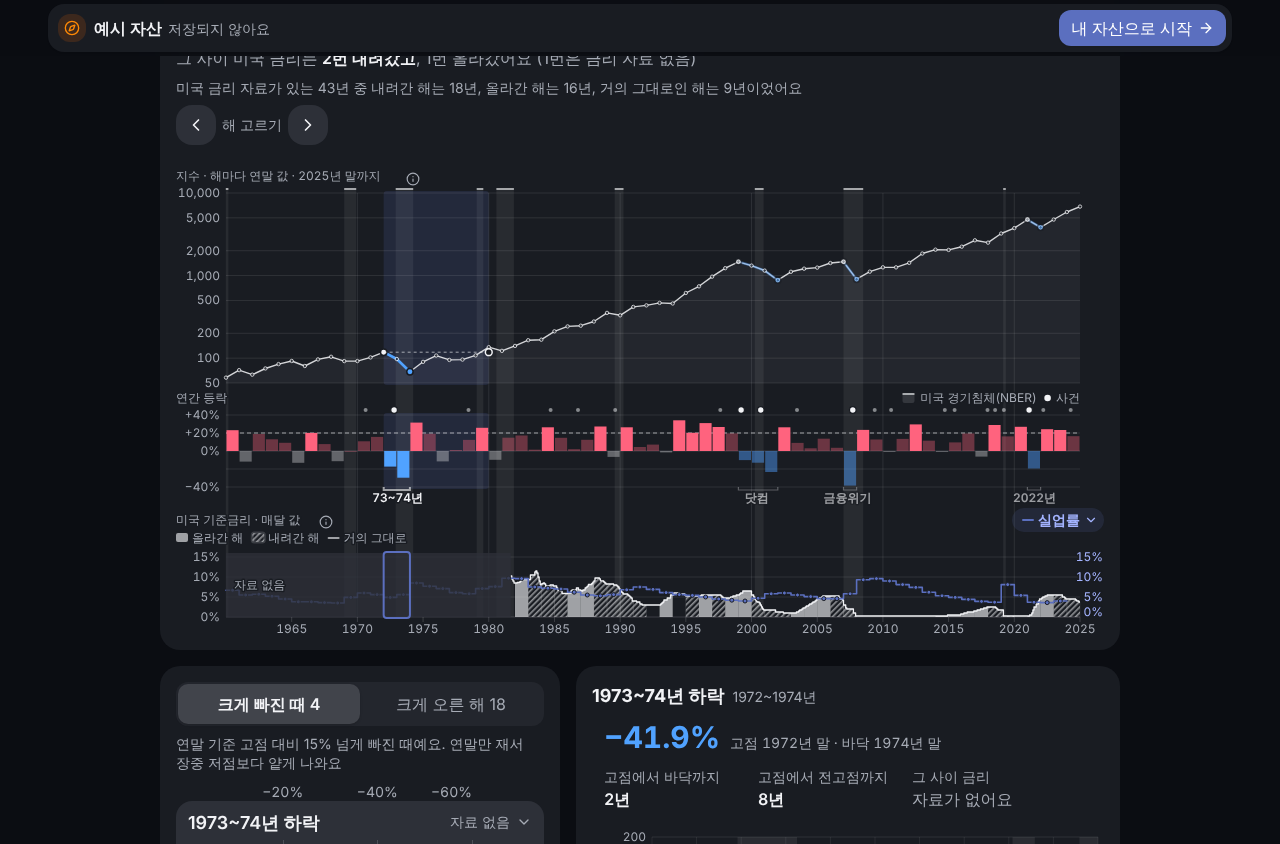 예시 자산 저장되지 않아요
내 자산으로 시작
그 사이 미국 금리는 2번 내려갔고, 1번 올라갔어요 (1번은 금리 자료 없음)
미국 금리 자료가 있는 43년 중 내려간 해는 18년, 올라간 해는 16년, 거의 그대로인 해는 9년이었어요
해 고르기
지수 · 해마다 연말 값 · 2025년 말까지
10,000
5,000
2,000
1,000
500
200
100
50
연간 등락
미국 경기침체(NBER) 사건
+40%
+20%
0%
−40%
73~74년 닷컴 금융위기 2022년
미국 기준금리 · 매달 값
실업률
올라간 해 내려간 해 거의 그대로
15% 15%
10% 10%
자료 없음
5% 5%
0% 0%
1965 1970 1975 1980 1985 1990 1995 2000 2005 2010 2015 2020 2025
크게 빠진 때 4 크게 오른 해 18
연말 기준 고점 대비 15% 넘게 빠진 때예요. 연말만 재서
장중 저점보다 얕게 나와요
−20% −40% −60%
1973~74년 하락 자료 없음
1973~74년 하락 1972~1974년
−41.9% 고점 1972년 말 · 바닥 1974년 말
고점에서 바닥까지 고점에서 전고점까지 그 사이 금리
2년 8년 자료가 없어요
200